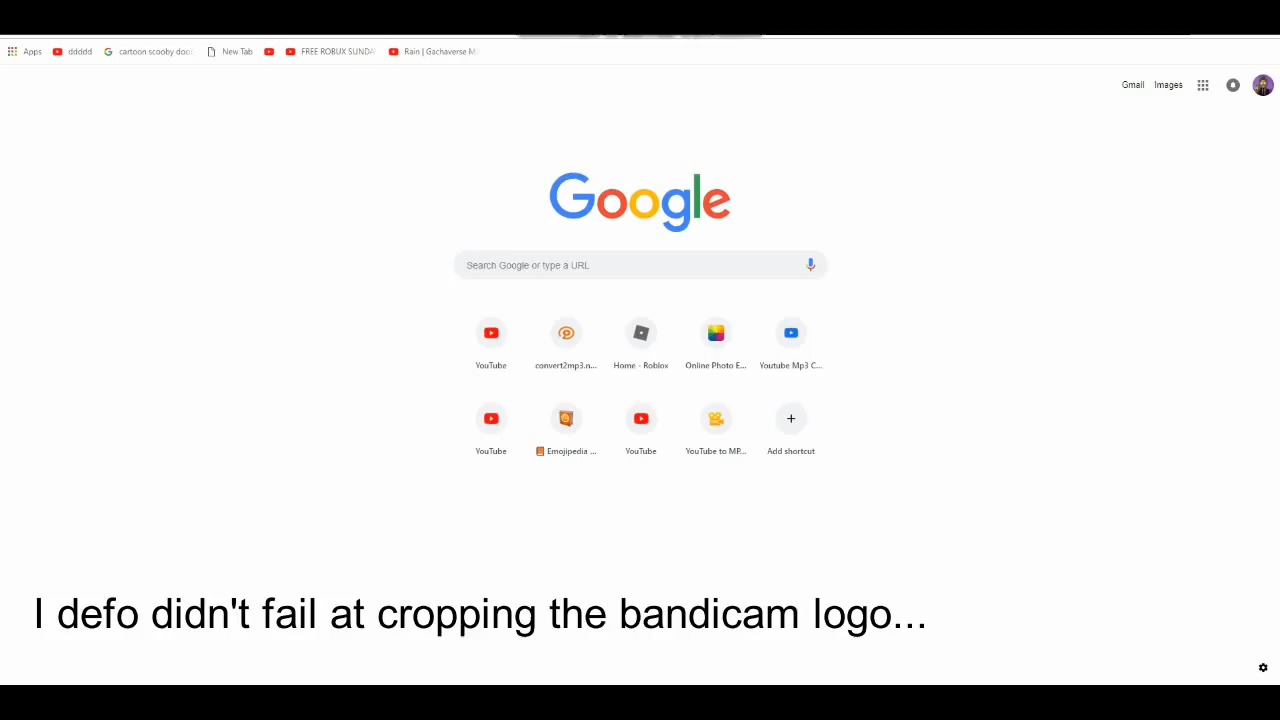 Apps ddddd cartoon scooby doo New Tab FREE ROBUX SUNDA Rain | Gachaverse M
Gmail Images
Google
Search Google or type a URL
YouTube convert2mp3.n... Home - Roblox Online Photo E... Youtube Mp3 C...
YouTube Emojipedia ... YouTube YouTube to MP... Add shortcut
I defo didn't fail at cropping the bandicam logo...